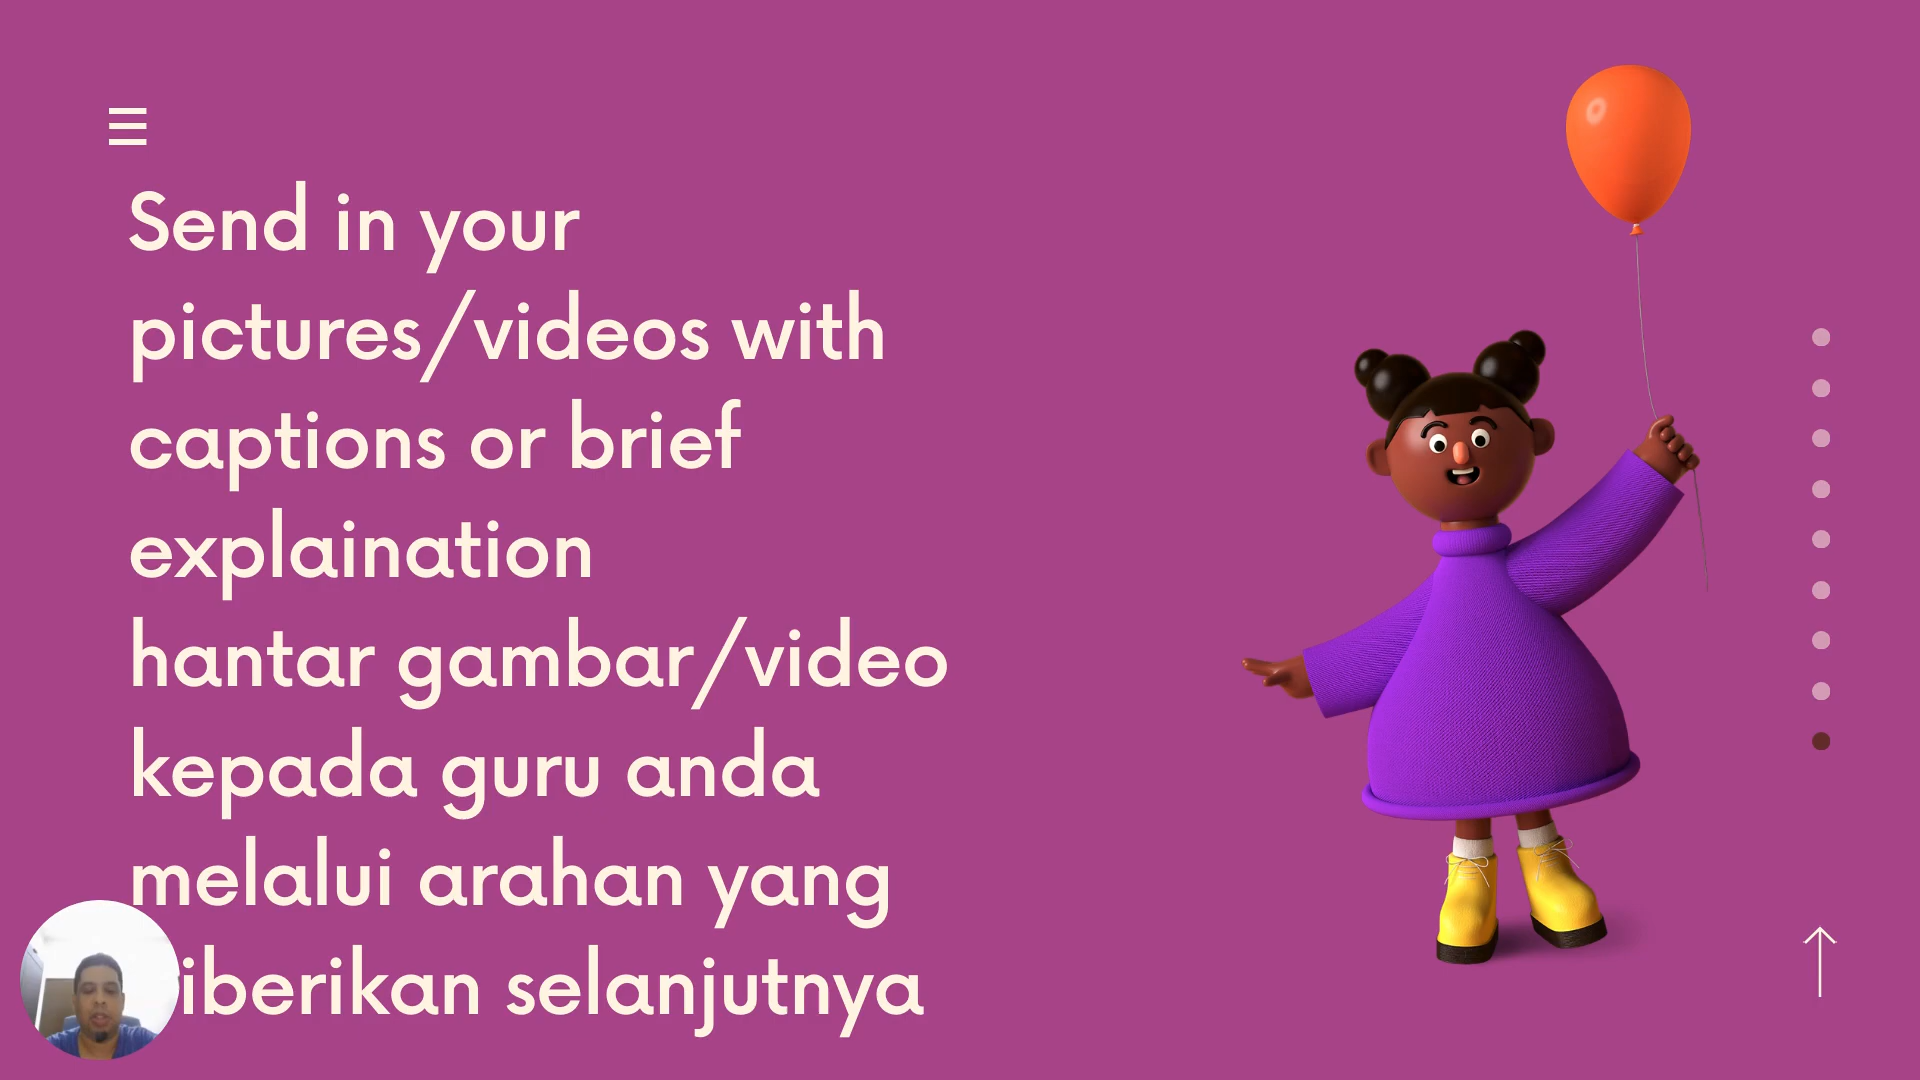 Send in your
pictures/videos with
captions or brief
explaination
hantar gambar/video
kepada guru anda
melalui arahan yang
iberikan selanjutnya